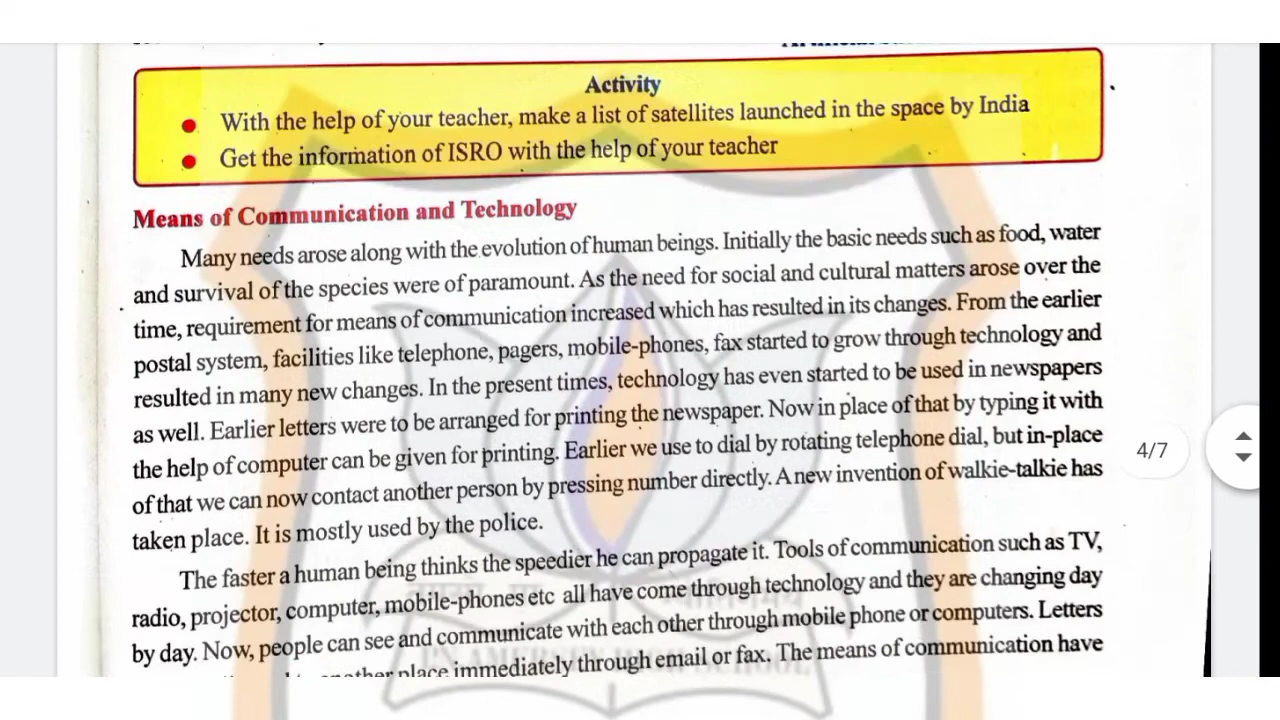 Activity
With the help of your teacher, make a list of satellites launched in the space by India
Get the information of ISRO with the help of your teacher
Means of Communication and Technology
Many needs arose along with the evolution of human beings. Initially the basic needs such as food, water
and survival of the species were of paramount. As the need for social and cultural matters arose over the
time, requirement for means of communication increased which has resulted in its changes. From the earlier
postal system, facilities like telephone, pagers, mobile-phones, fax started to grow through technology and
resulted in many new changes. In the present times, technology has even started to be used in newspapers
as well. Earlier letters were to be arranged for printing the newspaper. Now in place of that by typing it with
the help of computer can be given for printing. Earlier we use to dial by rotating telephone dial, but in-place
of that we can now contact another person by pressing number directly. A new invention of walkie-talkie has
taken place. It is mostly used by the police.
The faster a human being thinks the speedier he can propagate it. Tools of communication such as TV,
radio, projector, computer, mobile-phones etc all have come through technology and they are changing day
by day. Now, people can see and communicate with each other through mobile phone or computers. Letters
another place immediately through email or fax. The means of communication have
4/7
HIGH SCHOOL